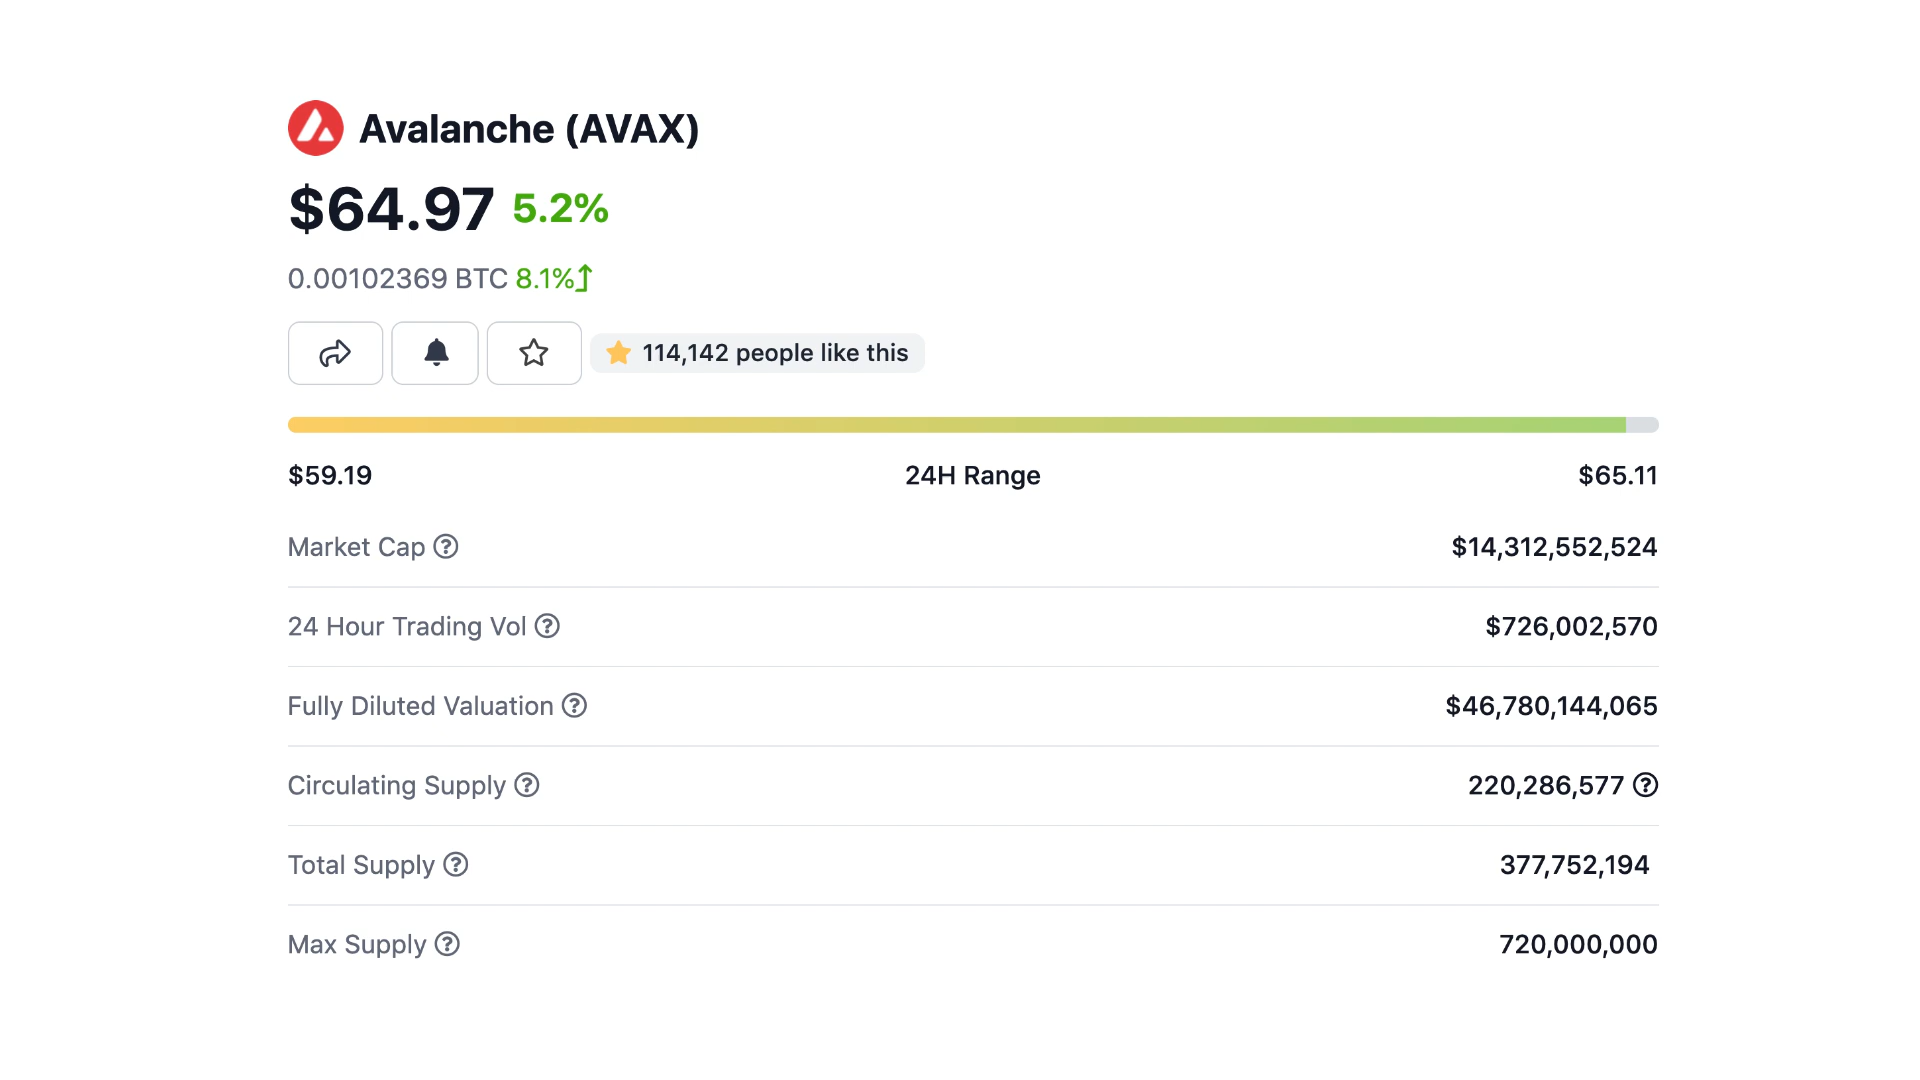 Avalanche (AVAX)
$64.97 5.2%
0.00102369 BTC 8.1%
114,142 people like this
$59.19 24H Range $65.11
Market Cap $14,312,552,524
24 Hour Trading Vol $726,002,570
Fully Diluted Valuation $46,780,144,065
Circulating Supply 220,286,577
Total Supply 377,752,194
Max Supply 720,000,000